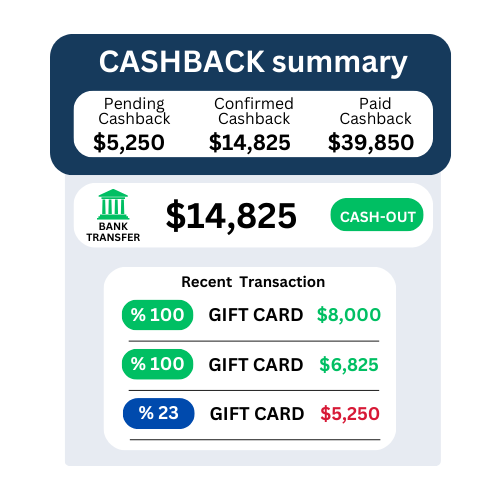 CASHBACK summary
Pending Cashback
$5,250
Confirmed Cashback
$14,825
Paid Cashback
$39,850
BANK TRANSFER
$14,825
CASH-OUT
Recent Transaction
% 100 GIFT CARD $8,000
% 100 GIFT CARD $6,825
% 23 GIFT CARD $5,250